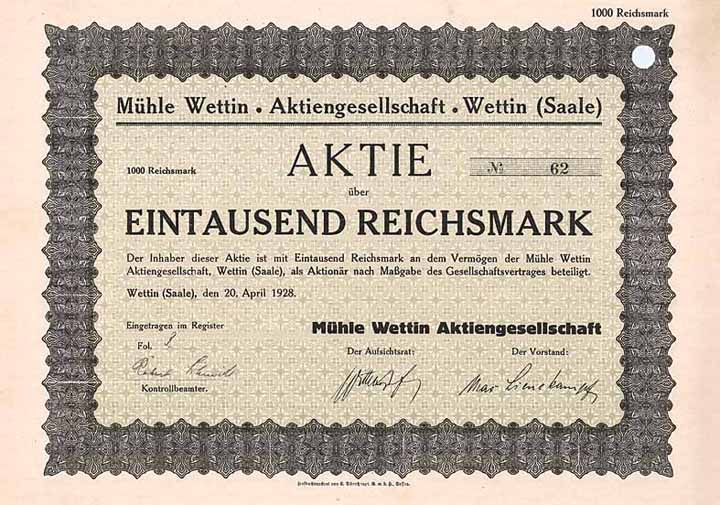 1000 Reichsmark
Mühle Wettin . Aktiengesellschaft . Wettin (Saale)
AKTIE
1000 Reichsmark
№ 62
über
EINTAUSEND REICHSMARK
Der Inhaber dieser Aktie ist mit Eintausend Reichsmark an dem Vermögen der Mühle Wettin
Aktiengesellschaft, Wettin (Saale), als Aktionär nach Maßgabe des Gesellschaftsvertrages beteiligt.
Wettin (Saale), den 20. April 1928.
Eingetragen im Register
Mühle Wettin Aktiengesellschaft
Fol.
Der Aufsichtsrat:
Der Vorstand:
Max
Kontrollbeamter.